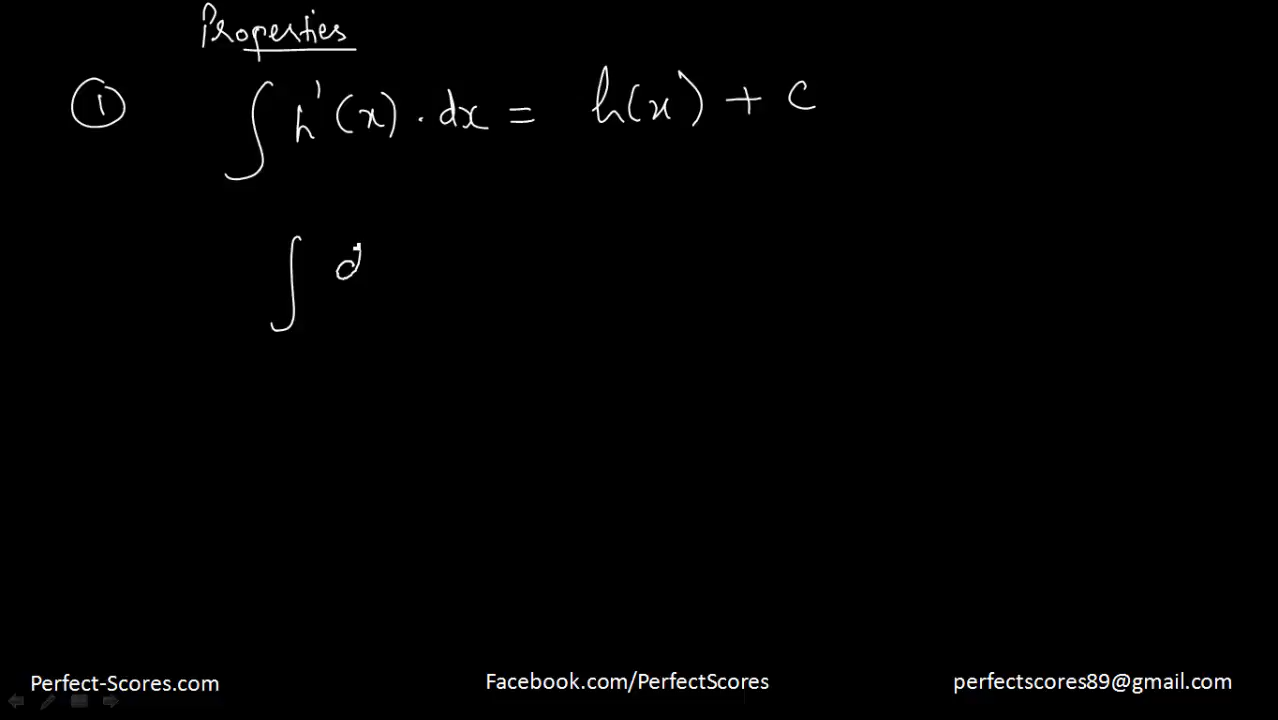 Properties
① ∫ h'(x) . dx = h(x) + c
∫ d
Perfect-Scores.com Facebook.com/PerfectScores perfectscores89@gmail.com